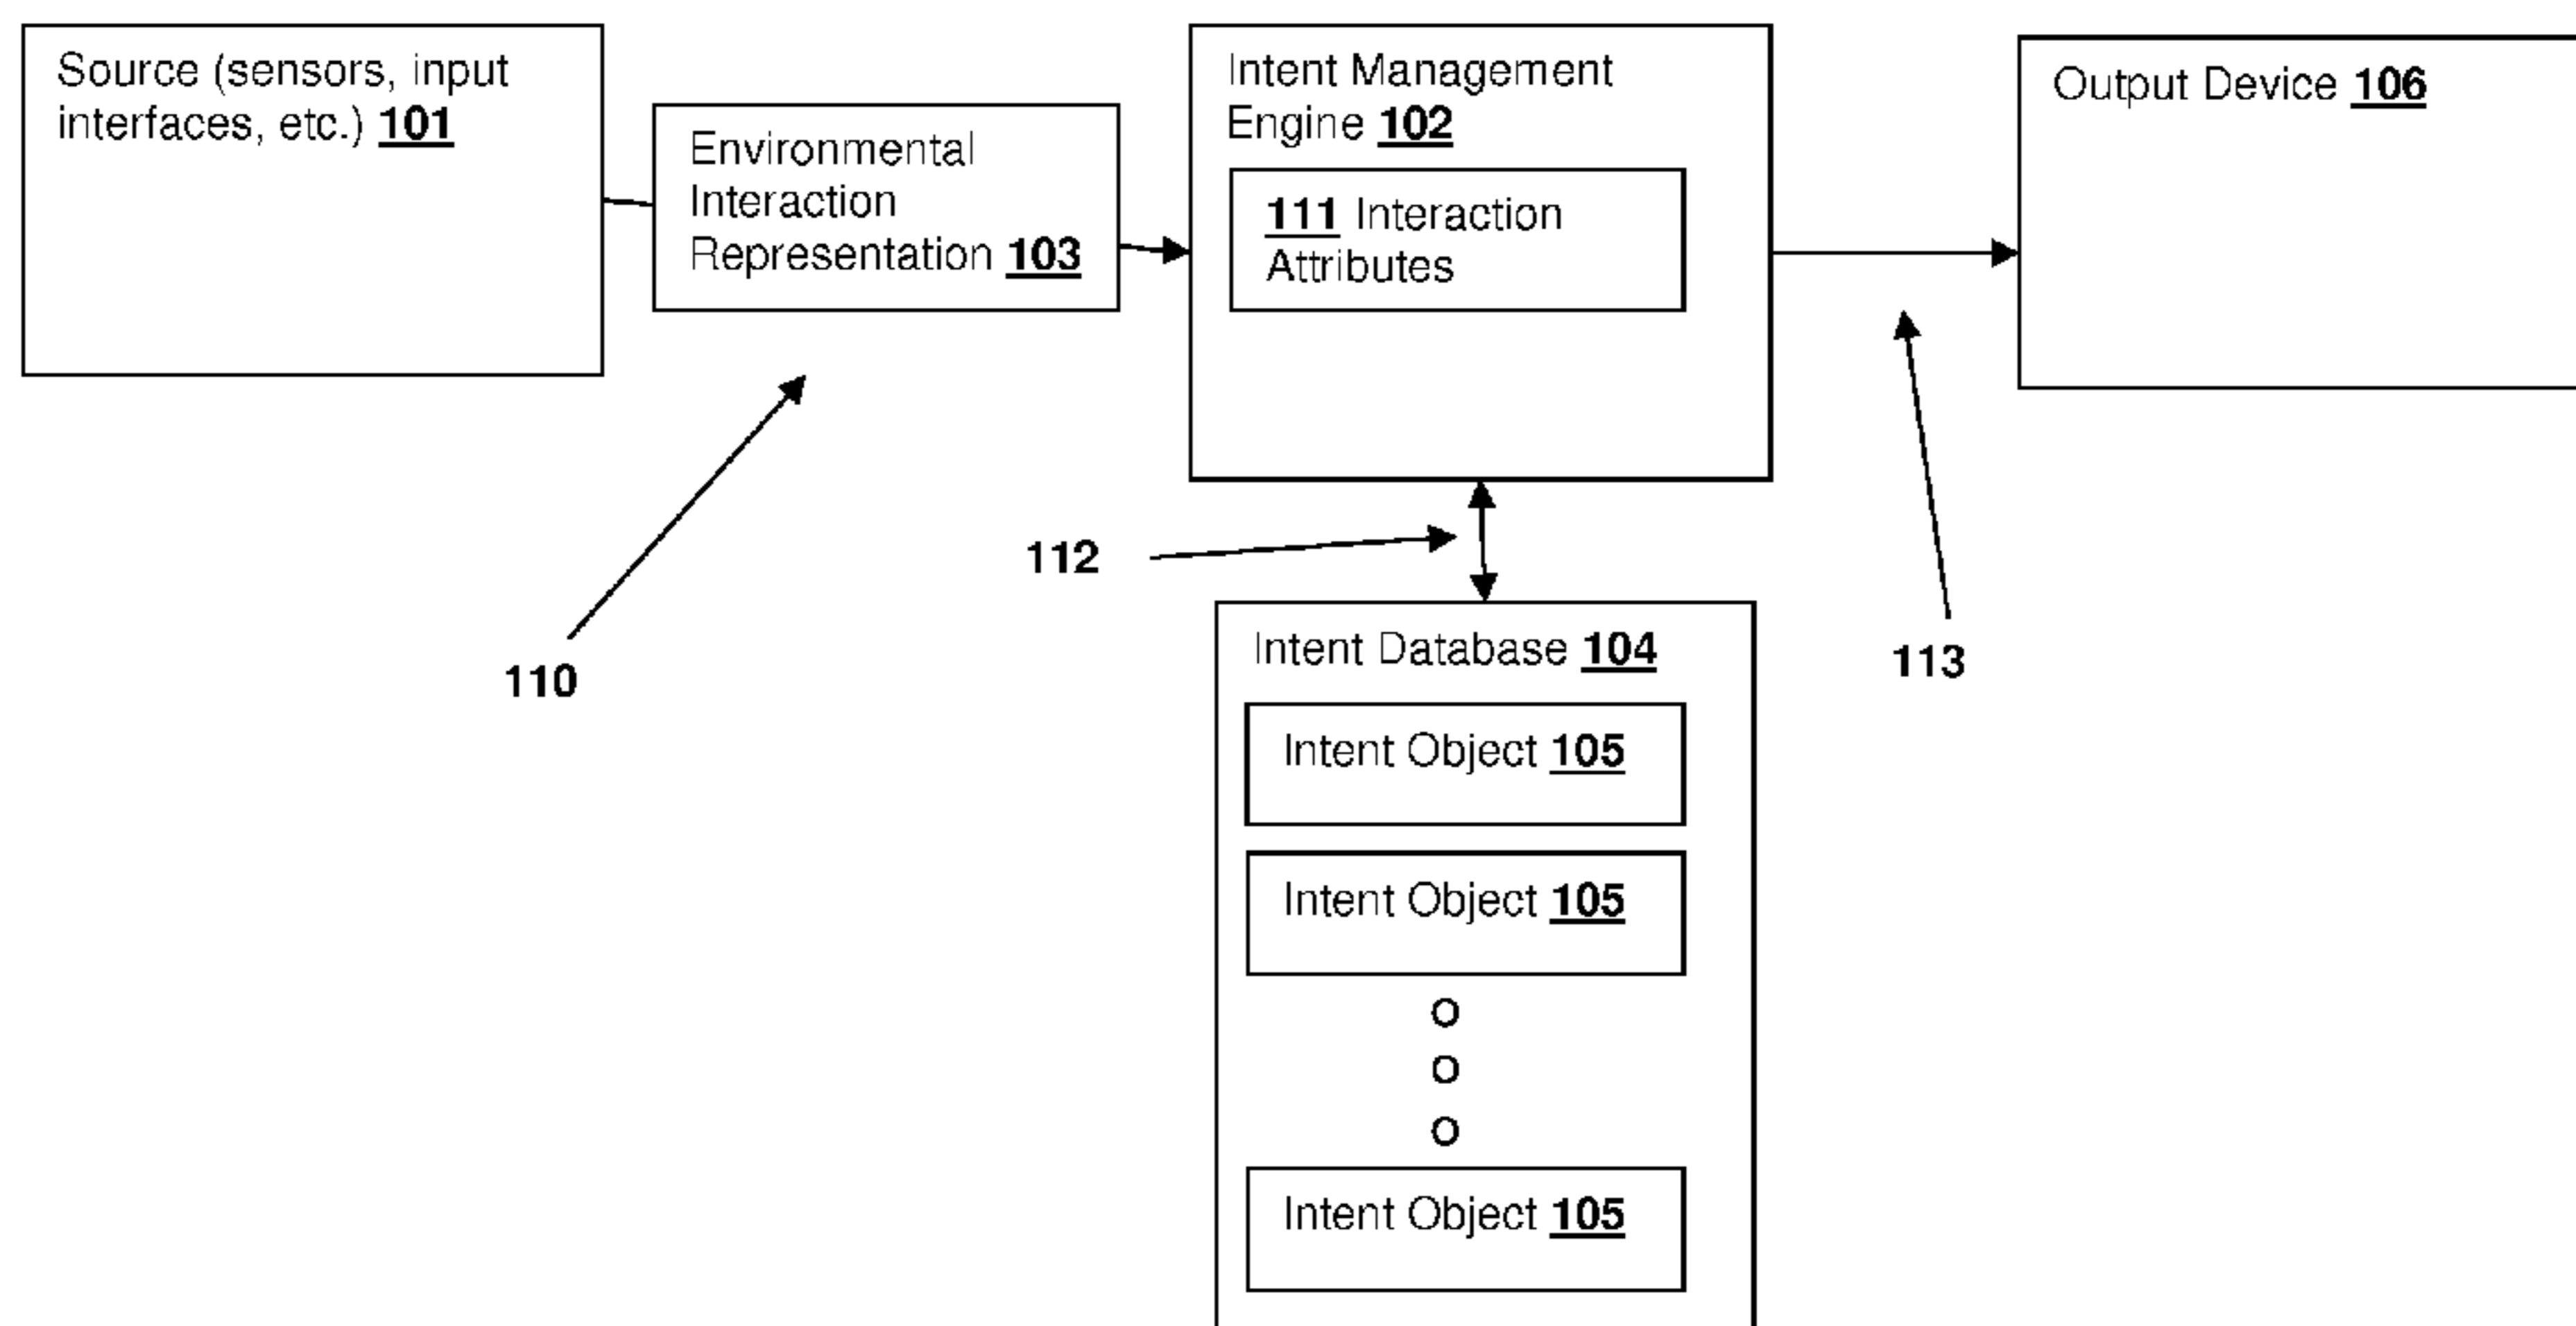 Source (sensors, input
interfaces, etc.) 101
Environmental
Interaction
Representation 103
Intent Management
Engine 102
111 Interaction
Attributes
Output Device 106
110
112
113
Intent Database 104
Intent Object 105
Intent Object 105
Intent Object 105